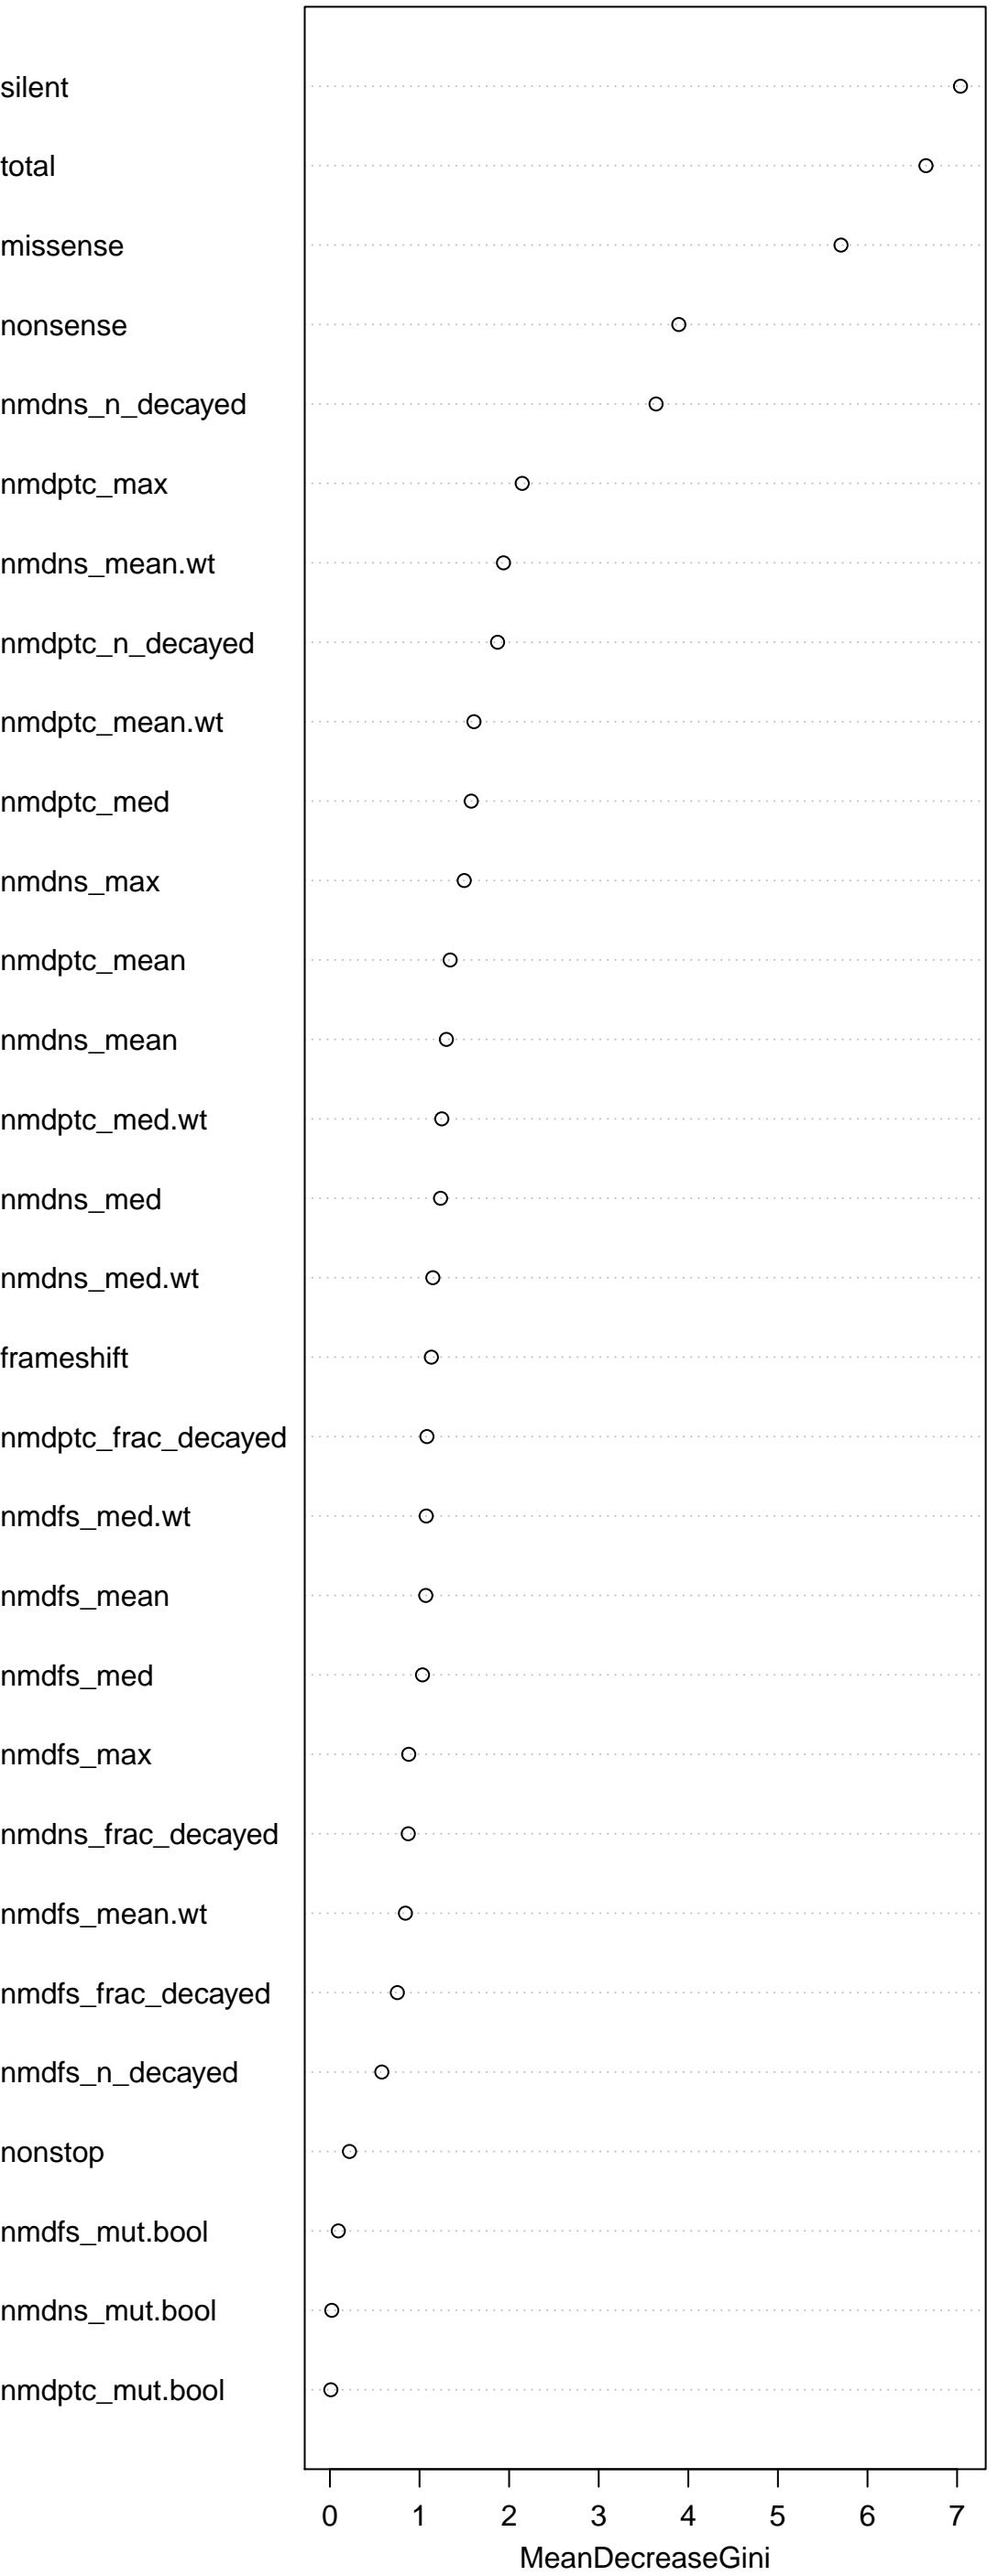 silent
total
missense
nonsense
nmdns_n_decayed
nmdptc_max
nmdns_mean.wt
nmdptc_n_decayed
nmdptc_mean.wt
nmdptc_med
nmdns_max
nmdptc_mean
nmdns_mean
nmdptc_med.wt
nmdns_med
nmdns_med.wt
frameshift
nmdptc_frac_decayed
nmdfs_med.wt
nmdfs_mean
nmdfs_med
nmdfs_max
nmdns_frac_decayed
nmdfs_mean.wt
nmdfs_frac_decayed
nmdfs_n_decayed
nonstop
nmdfs_mut.bool
nmdns_mut.bool
nmdptc_mut.bool
0 1 2 3 4 5 6 7
MeanDecreaseGini